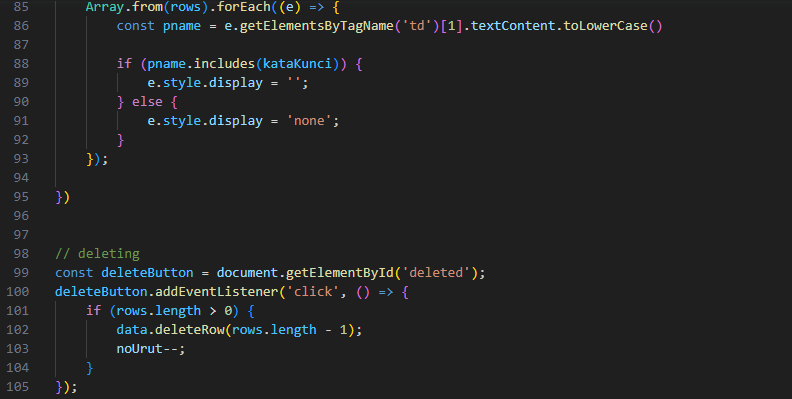 85 Array.from(rows).forEach((e) => {
86 const pname = e.getElementsByTagName('td')[1].textContent.toLowerCase()
87
88 if (pname.includes(kataKunci)) {
89 e.style.display = '';
90 } else {
91 e.style.display = 'none';
92 }
93 });
94
95 })
96
97
98 // deleting
99 const deleteButton = document.getElementById('deleted');
100 deleteButton.addEventListener('click', () => {
101 if (rows.length > 0) {
102 data.deleteRow(rows.length - 1);
103 noUrut--;
104 }
105 });